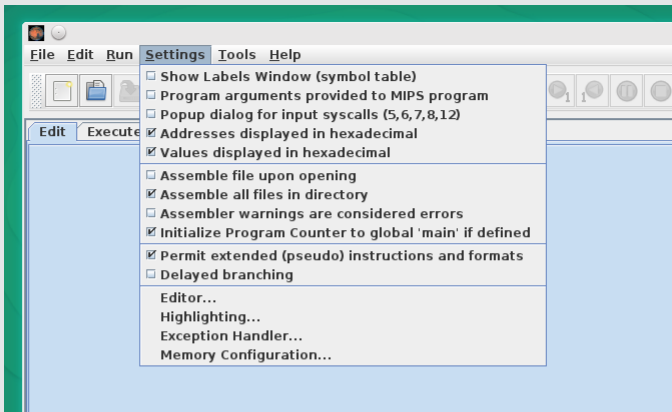 File Edit Run Settings Tools Help
Show Labels Window (symbol table)
Program arguments provided to MIPS program
Popup dialog for input syscalls (5,6,7,8,12)
Addresses displayed in hexadecimal
Values displayed in hexadecimal
Assemble file upon opening
Assemble all files in directory
Assembler warnings are considered errors
Initialize Program Counter to global 'main' if defined
Permit extended (pseudo) instructions and formats
Delayed branching
Editor...
Highlighting...
Exception Handler...
Memory Configuration...
1 1
Edit Execute